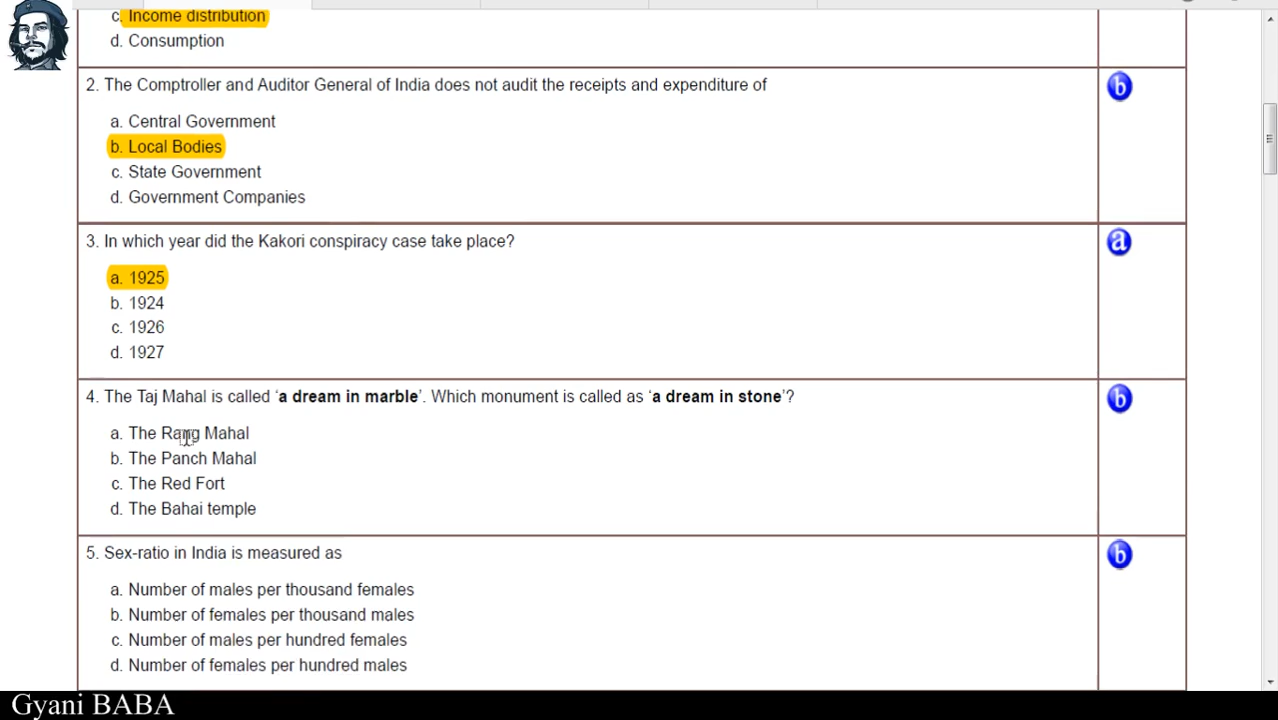 c. Income distribution
d. Consumption
2. The Comptroller and Auditor General of India does not audit the receipts and expenditure of
b
a. Central Government
b. Local Bodies
c. State Government
d. Government Companies
3. In which year did the Kakori conspiracy case take place?
a
a. 1925
b. 1924
c. 1926
d. 1927
4. The Taj Mahal is called ‘a dream in marble’. Which monument is called as ‘a dream in stone’?
b
a. The Rang Mahal
b. The Panch Mahal
c. The Red Fort
d. The Bahai temple
5. Sex-ratio in India is measured as
b
a. Number of males per thousand females
b. Number of females per thousand males
c. Number of males per hundred females
d. Number of females per hundred males
Gyani BABA